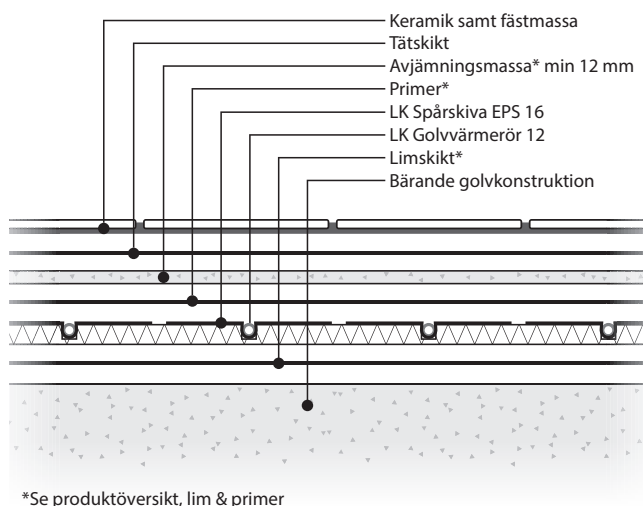 Keramik samt fästmassa
Tätskikt
Avjämningsmassa* min 12 mm
Primer*
LK Spårskiva EPS 16
LK Golvvärmerör 12
Limskikt*
Bärande golvkonstruktion
*Se produktöversikt, lim & primer